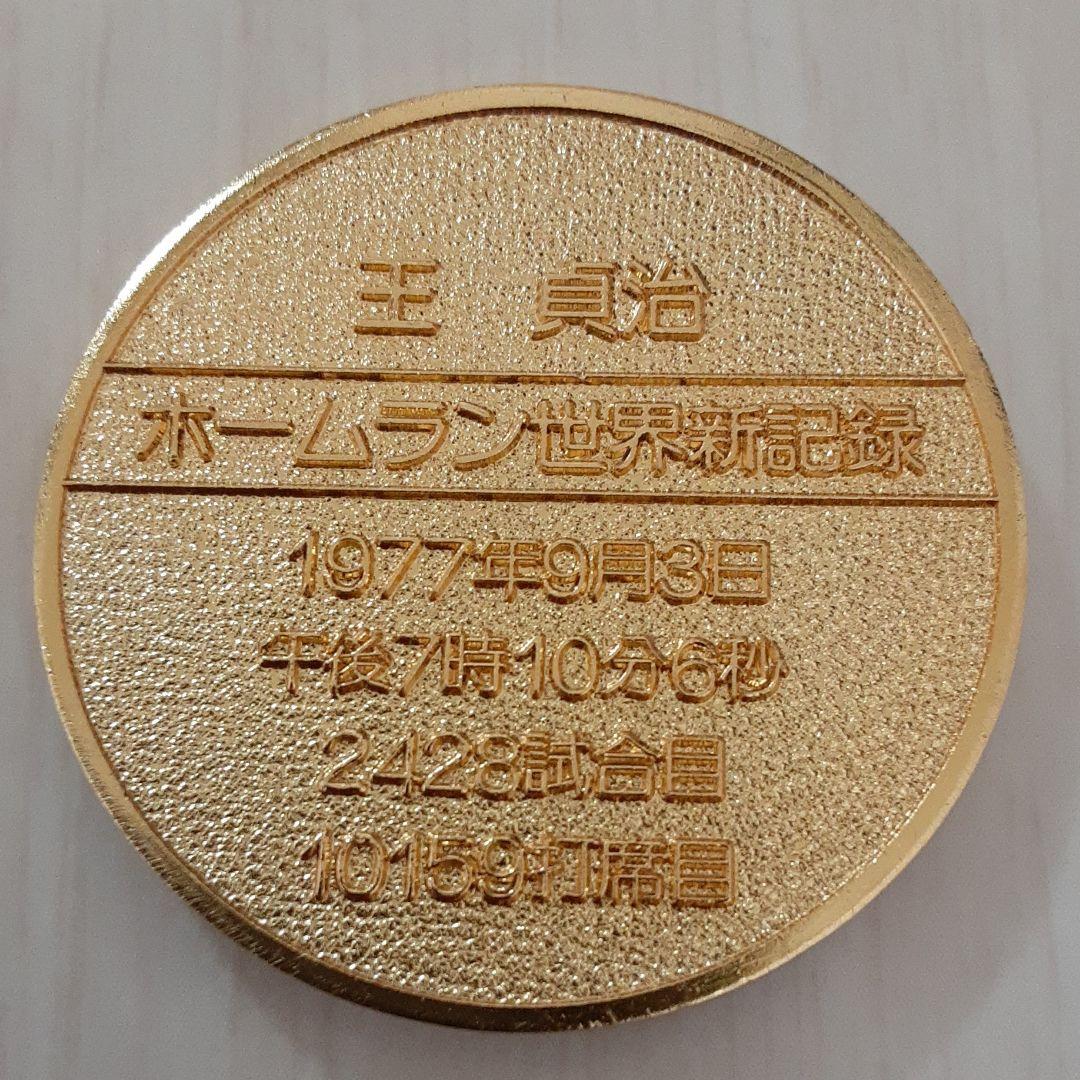 王 貞治
ホームラン世界新記録
1977年9月3日
午後7時10分6秒
2428試合目
10159打席目